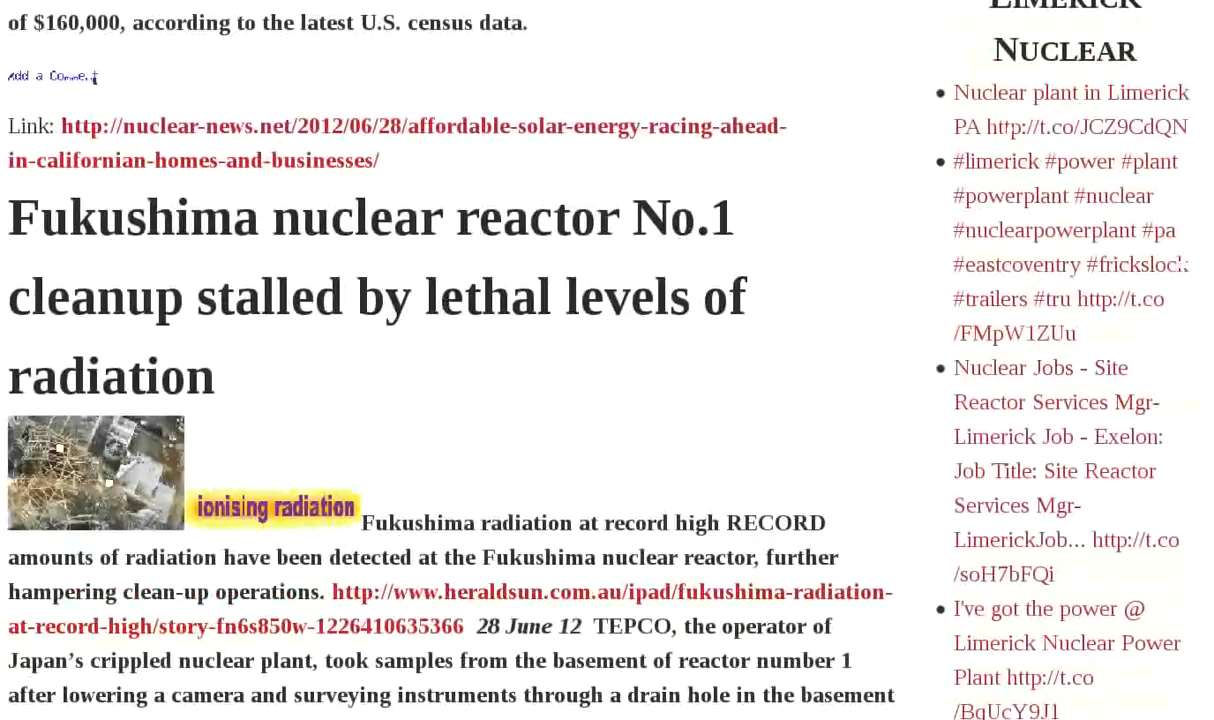 of $160,000, according to the latest U.S. census data.
Add a
Link: http://nuclear-news.net/2012/06/28/affordable-solar-energy-racing-ahead-
in-californian-homes-and-businesses/
Fukushima nuclear reactor No.1
cleanup stalled by lethal levels of
radiation
ionising radiation Fukushima radiation at record high RECORD
amounts of radiation have been detected at the Fukushima nuclear reactor, further
hampering clean-up operations. http://www.heraldsun.com.au/ipad/fukushima-radiation-
at-record-high/story-fn6s850w-1226410635366 28 June 12 TEPCO, the operator of
Japan’s crippled nuclear plant, took samples from the basement of reactor number 1
after lowering a camera and surveying instruments through a drain hole in the basement
LIMERICK
NUCLEAR
• Nuclear plant in Limerick
PA http://t.co/JCZ9CdQN
• #limerick #power #plant
#powerplant #nuclear
#nuclearpowerplant #pa
#eastcoventry #frickslock
#trailers #tru http://t.co
/FMpW1ZUu
• Nuclear Jobs - Site
Reactor Services Mgr-
Limerick Job - Exelon:
Job Title: Site Reactor
Services Mgr-
LimerickJob... http://t.co
/soH7bFQi
• I've got the power @
Limerick Nuclear Power
Plant http://t.co
/BqUcY9J1